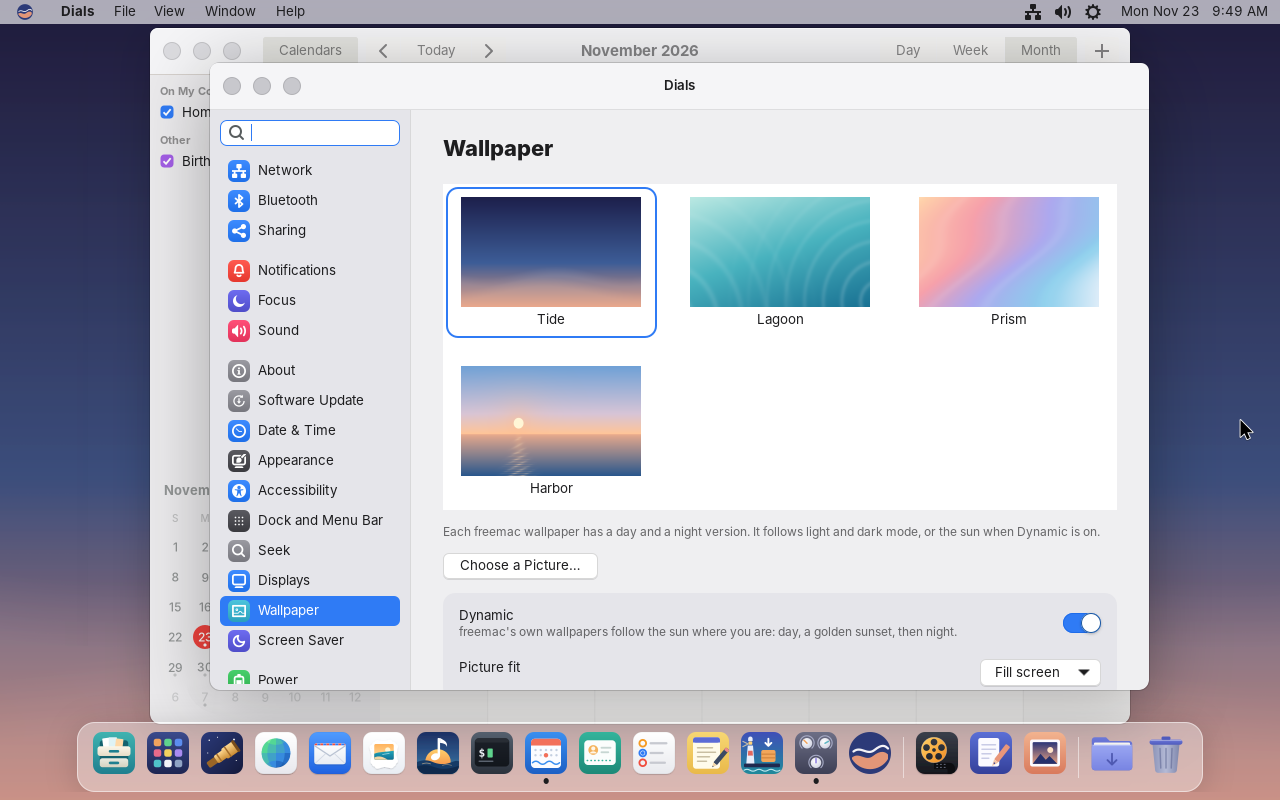 Dials File View Window Help Mon Nov 23 9:49 AM
Calendars Today November 2026 Day Week Month
Dials
On My Co
Hom
Other
Birth
Novem
S M
1 2
8 9
15 16
22 23
29 30
6 7 8 9 10 11 12
Network
Bluetooth
Sharing
Notifications
Focus
Sound
About
Software Update
Date & Time
Appearance
Accessibility
Dock and Menu Bar
Seek
Displays
Wallpaper
Screen Saver
Power
Wallpaper
Tide Lagoon Prism
Harbor
Each freemac wallpaper has a day and a night version. It follows light and dark mode, or the sun when Dynamic is on.
Choose a Picture...
Dynamic
freemac's own wallpapers follow the sun where you are: day, a golden sunset, then night.
Picture fit Fill screen
$